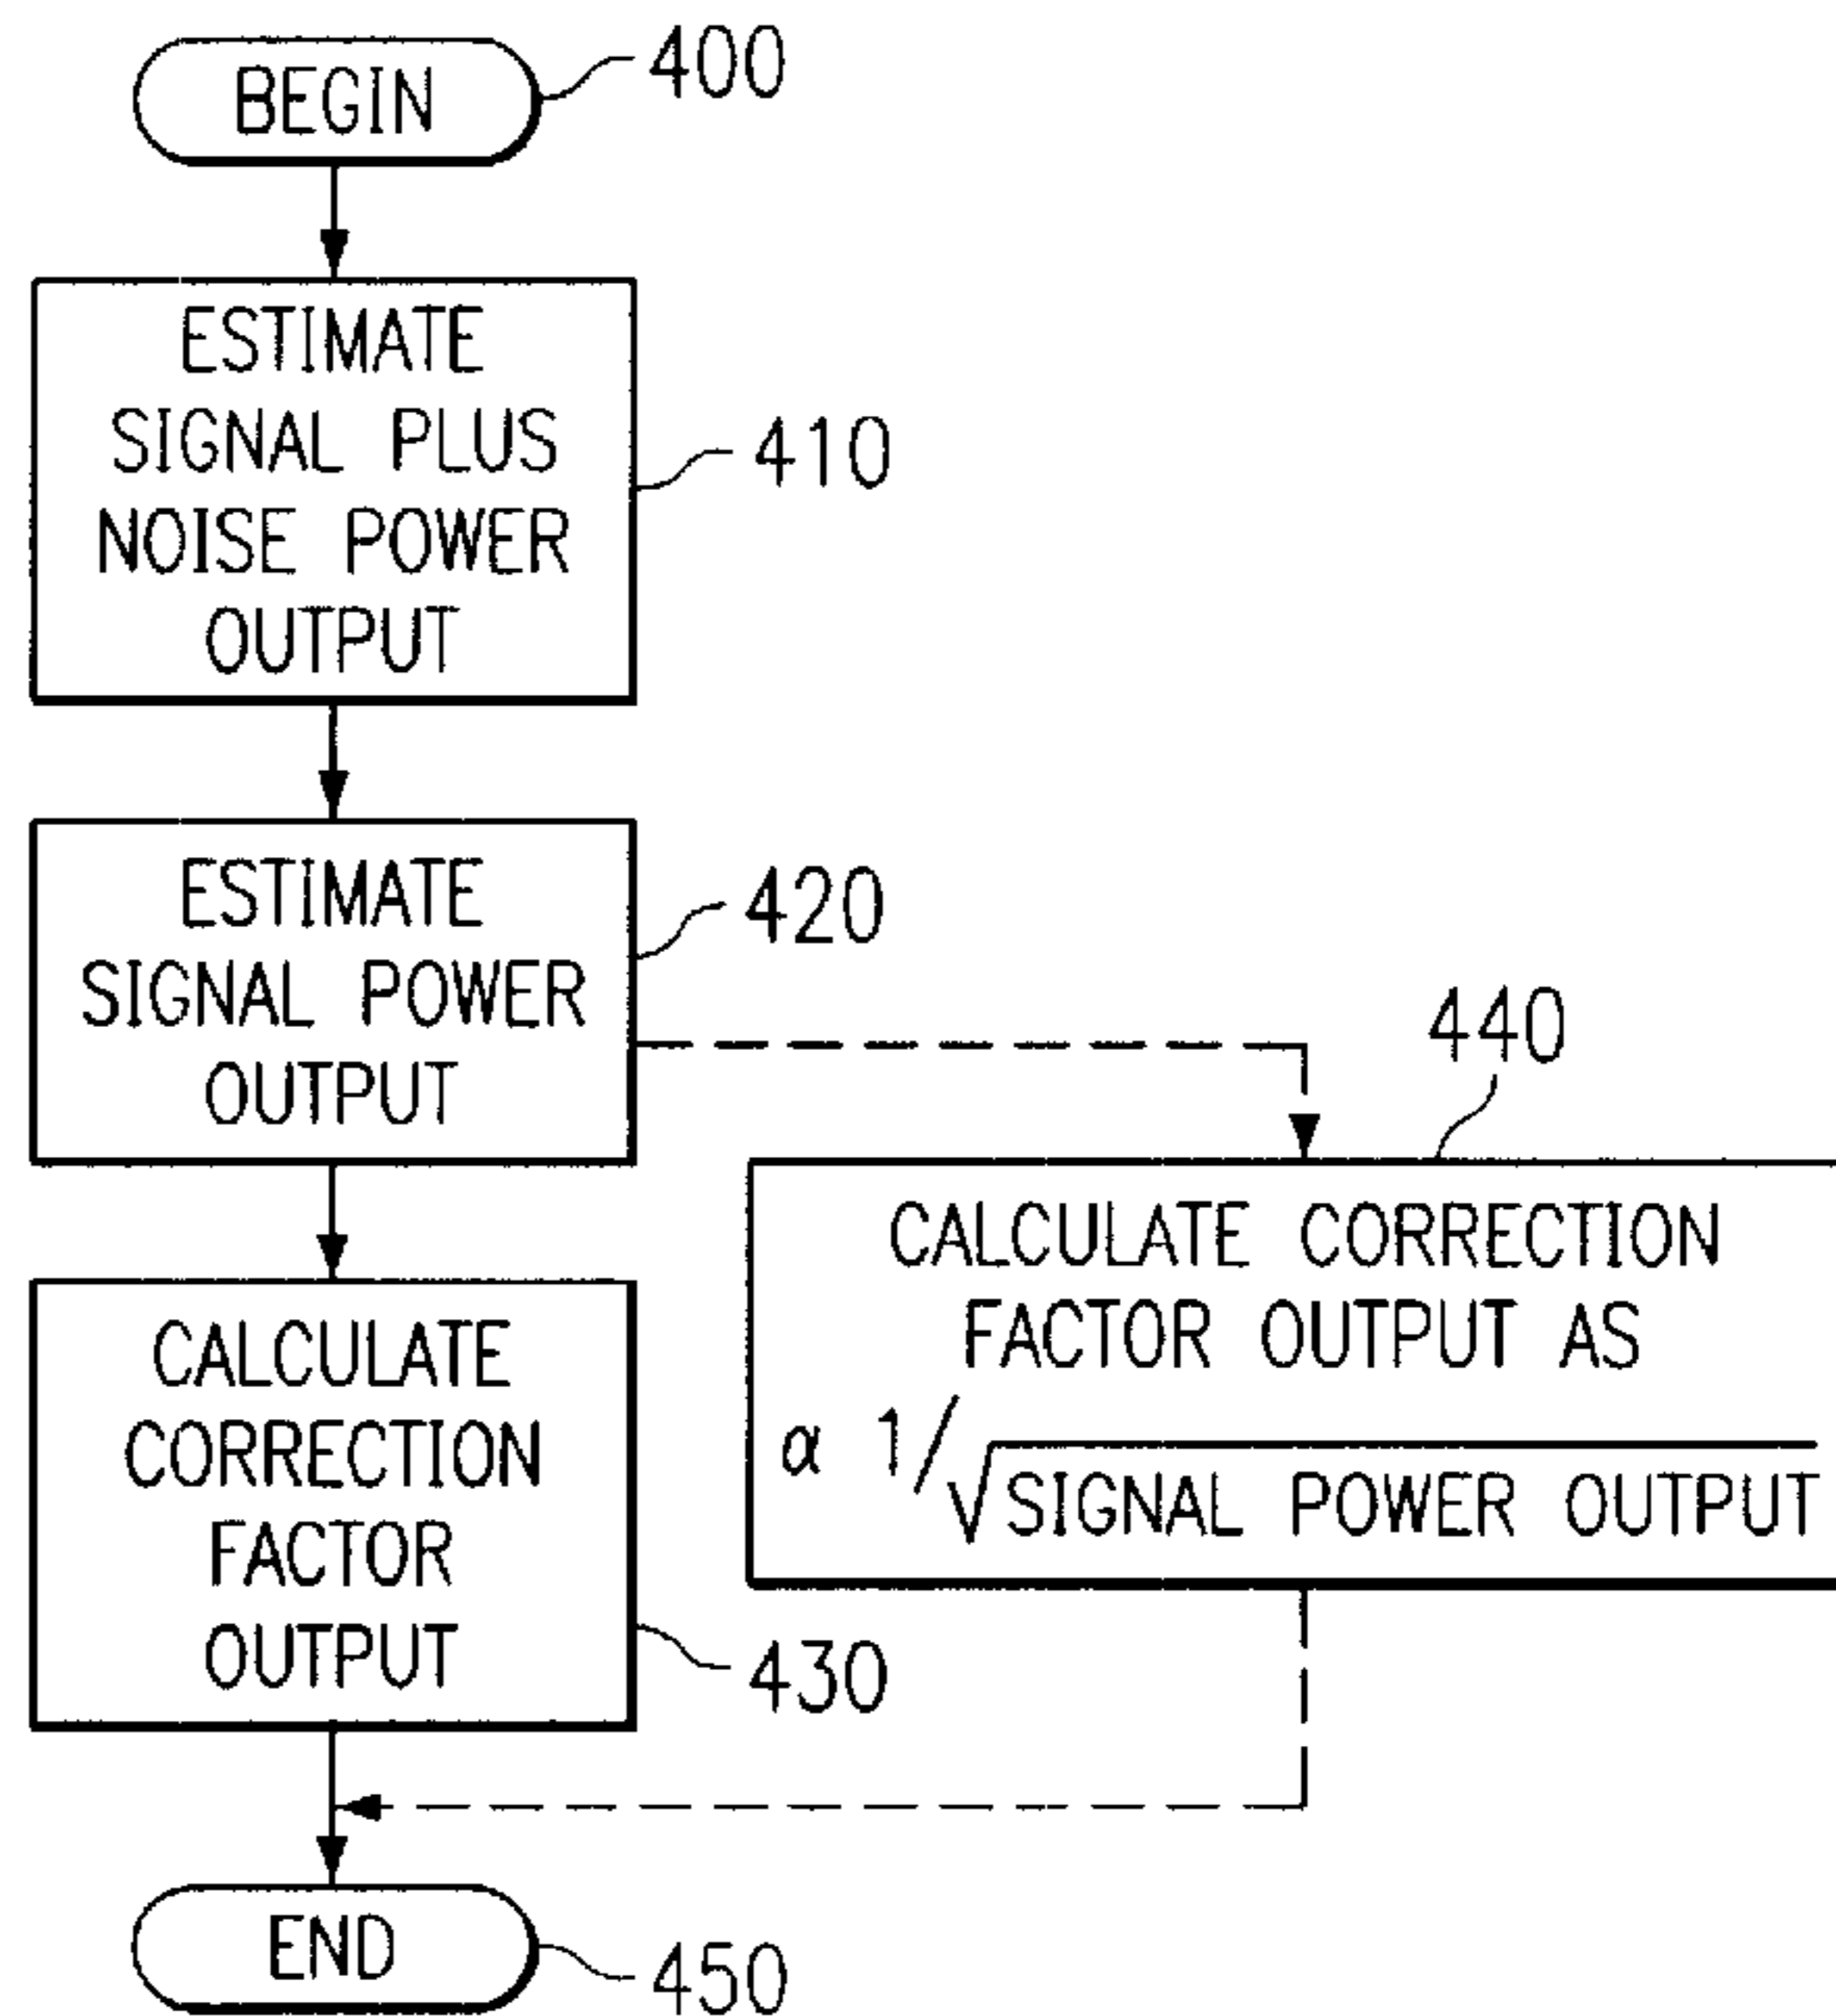 BEGIN
400
ESTIMATE
SIGNAL PLUS
NOISE POWER
OUTPUT
410
ESTIMATE
SIGNAL POWER
OUTPUT
420
440
CALCULATE CORRECTION
FACTOR OUTPUT AS
α 1/√SIGNAL POWER OUTPUT
CALCULATE
CORRECTION
FACTOR
OUTPUT
430
END
450